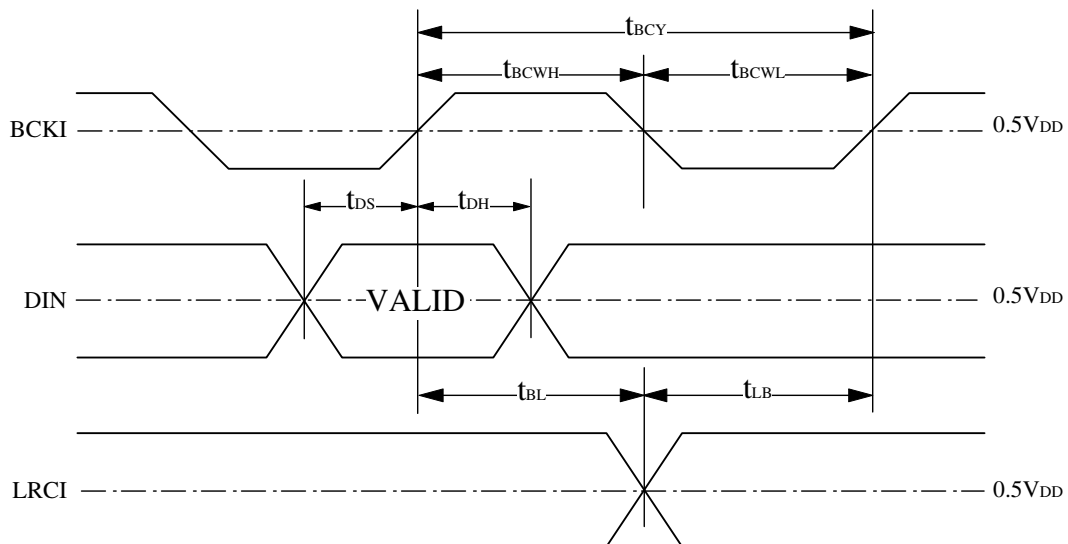 tBCY
tBCWH tBCWL
BCKI 0.5VDD
tDS tDH
DIN VALID 0.5VDD
tBL tLB
LRCI 0.5VDD